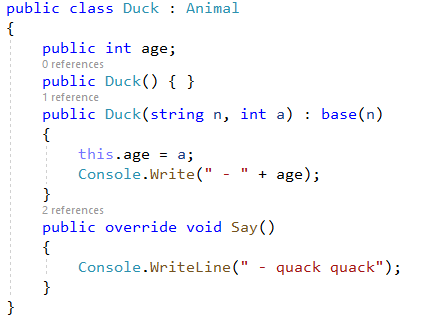 public class Duck : Animal
{
public int age;
0 references
public Duck() { }
1 reference
public Duck(string n, int a) : base(n)
{
this.age = a;
Console.Write(" - " + age);
}
2 references
public override void Say()
{
Console.WriteLine(" - quack quack");
}
}